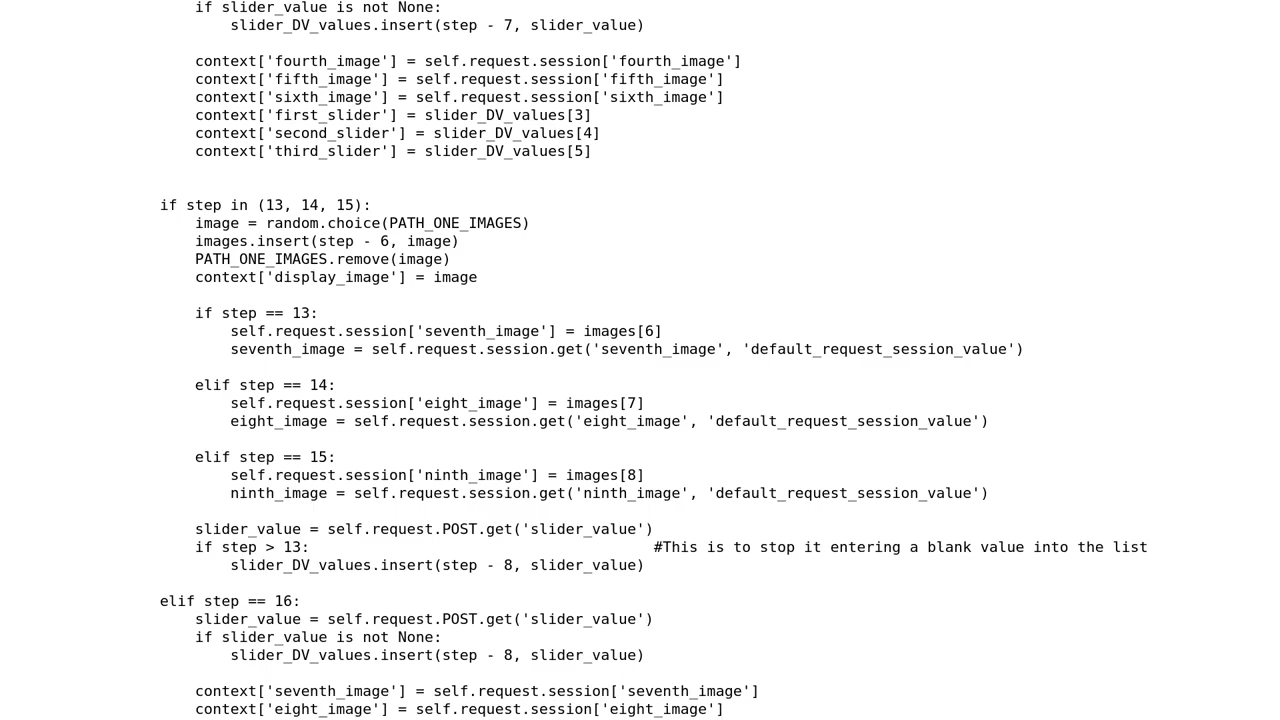 if slider_value is not None:
slider_DV_values.insert(step - 7, slider_value)
context['fourth_image'] = self.request.session['fourth_image']
context['fifth_image'] = self.request.session['fifth_image']
context['sixth_image'] = self.request.session['sixth_image']
context['first_slider'] = slider_DV_values[3]
context['second_slider'] = slider_DV_values[4]
context['third_slider'] = slider_DV_values[5]
if step in (13, 14, 15):
image = random.choice(PATH_ONE_IMAGES)
images.insert(step - 6, image)
PATH_ONE_IMAGES.remove(image)
context['display_image'] = image
if step == 13:
self.request.session['seventh_image'] = images[6]
seventh_image = self.request.session.get('seventh_image', 'default_request_session_value')
elif step == 14:
self.request.session['eight_image'] = images[7]
eight_image = self.request.session.get('eight_image', 'default_request_session_value')
elif step == 15:
self.request.session['ninth_image'] = images[8]
ninth_image = self.request.session.get('ninth_image', 'default_request_session_value')
slider_value = self.request.POST.get('slider_value')
if step > 13: #This is to stop it entering a blank value into the list
slider_DV_values.insert(step - 8, slider_value)
elif step == 16:
slider_value = self.request.POST.get('slider_value')
if slider_value is not None:
slider_DV_values.insert(step - 8, slider_value)
context['seventh_image'] = self.request.session['seventh_image']
context['eight_image'] = self.request.session['eight_image']